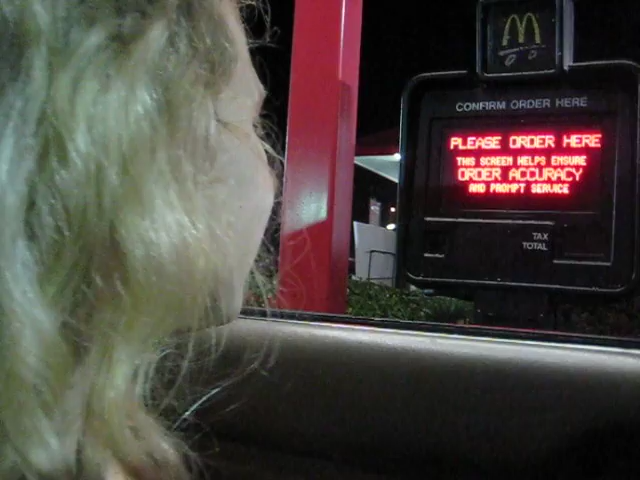 CONFIRM ORDER HERE
PLEASE ORDER HERE
THIS SCREEN HELPS ENSURE
ORDER ACCURACY
AND PROMPT SERVICE
TAX
TOTAL